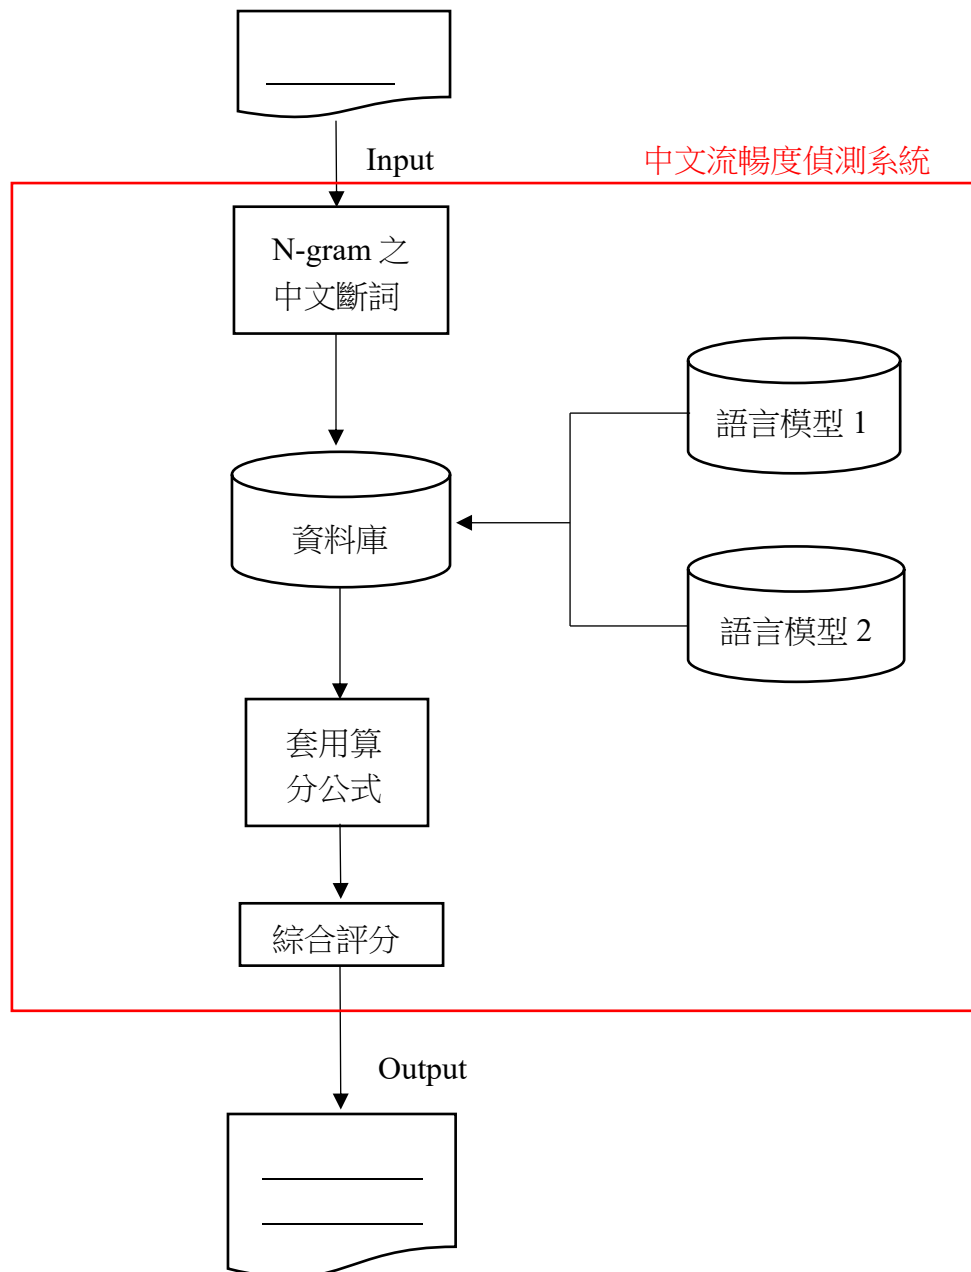 Input
中文流暢度偵測系統
N-gram 之
中文斷詞
語言模型 1
資料庫
語言模型 2
套用算
分公式
綜合評分
Output